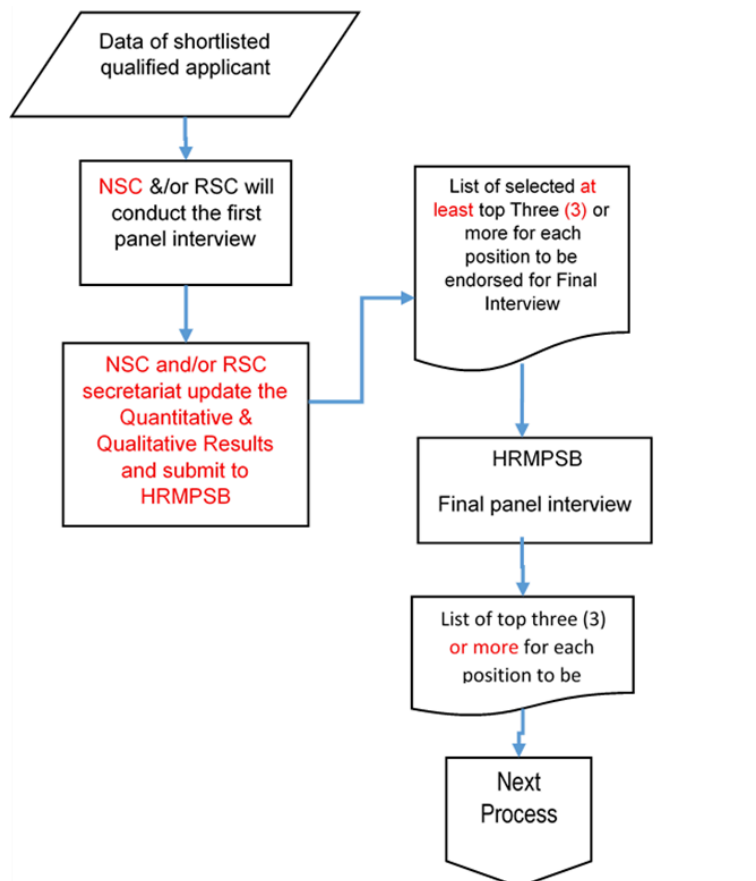 Data of shortlisted
qualified applicant
NSC &/or RSC will
conduct the first
panel interview
NSC and/or RSC
secretariat update the
Quantitative &
Qualitative Results
and submit to
HRMPSB
List of selected at
least top Three (3) or
more for each
position to be
endorsed for Final
Interview
HRMPSB
Final panel interview
List of top three (3)
or more for each
position to be
Next
Process